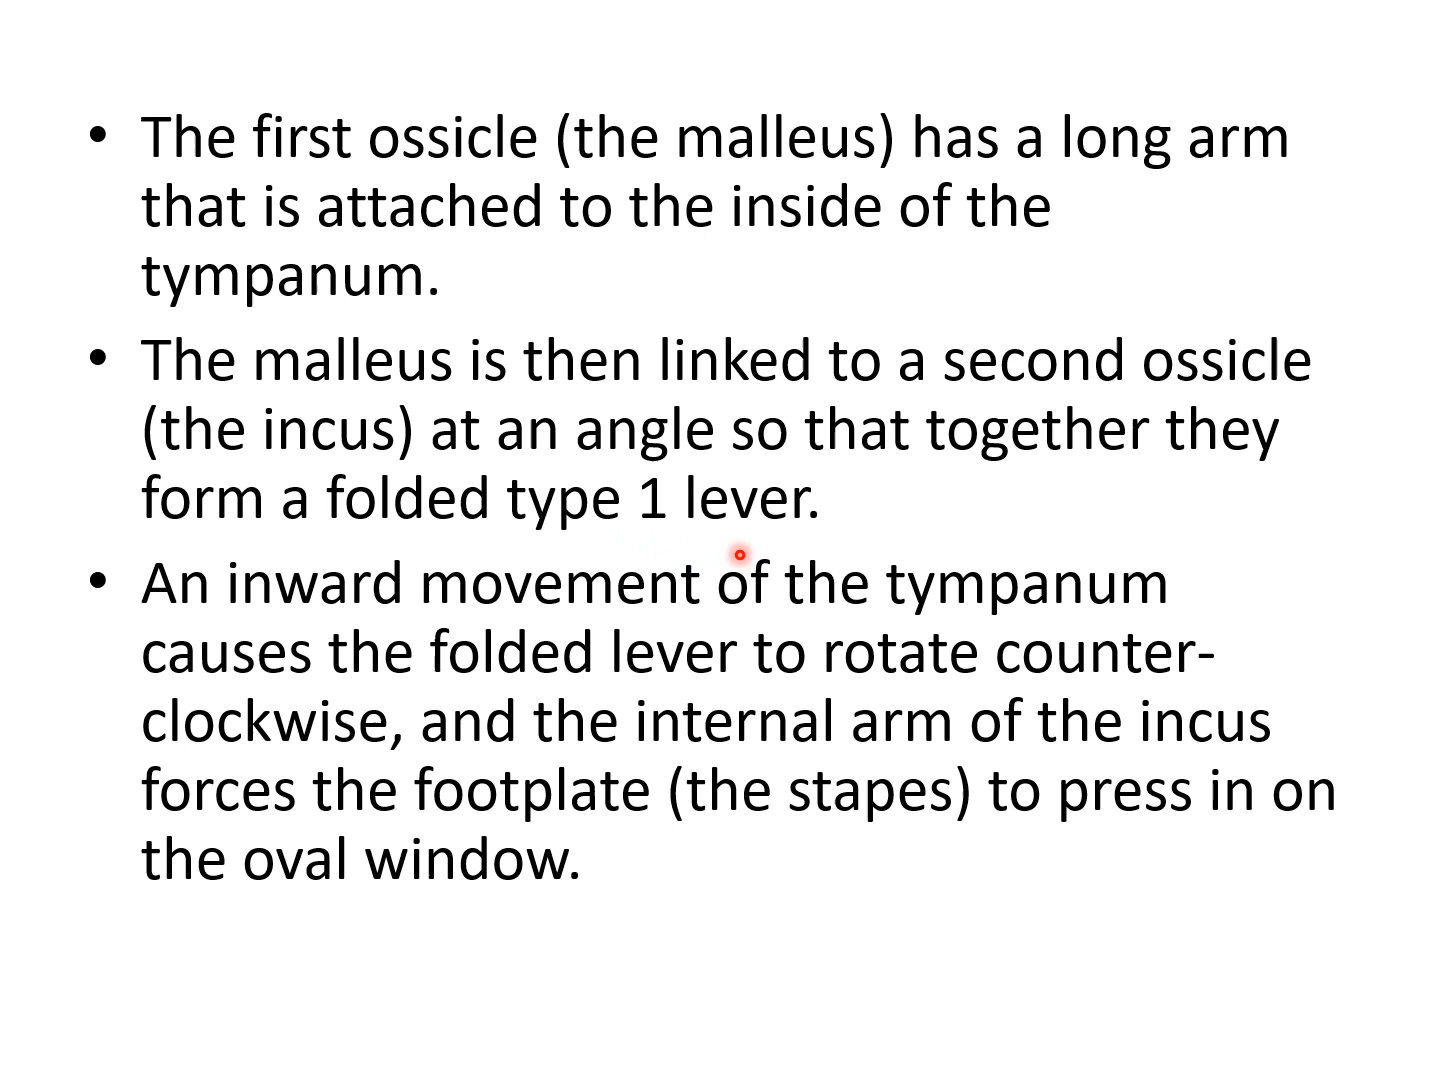 • The first ossicle (the malleus) has a long arm
that is attached to the inside of the
tympanum.
• The malleus is then linked to a second ossicle
(the incus) at an angle so that together they
form a folded type 1 lever.
• An inward movement of the tympanum
causes the folded lever to rotate counter-
clockwise, and the internal arm of the incus
forces the footplate (the stapes) to press in on
the oval window.